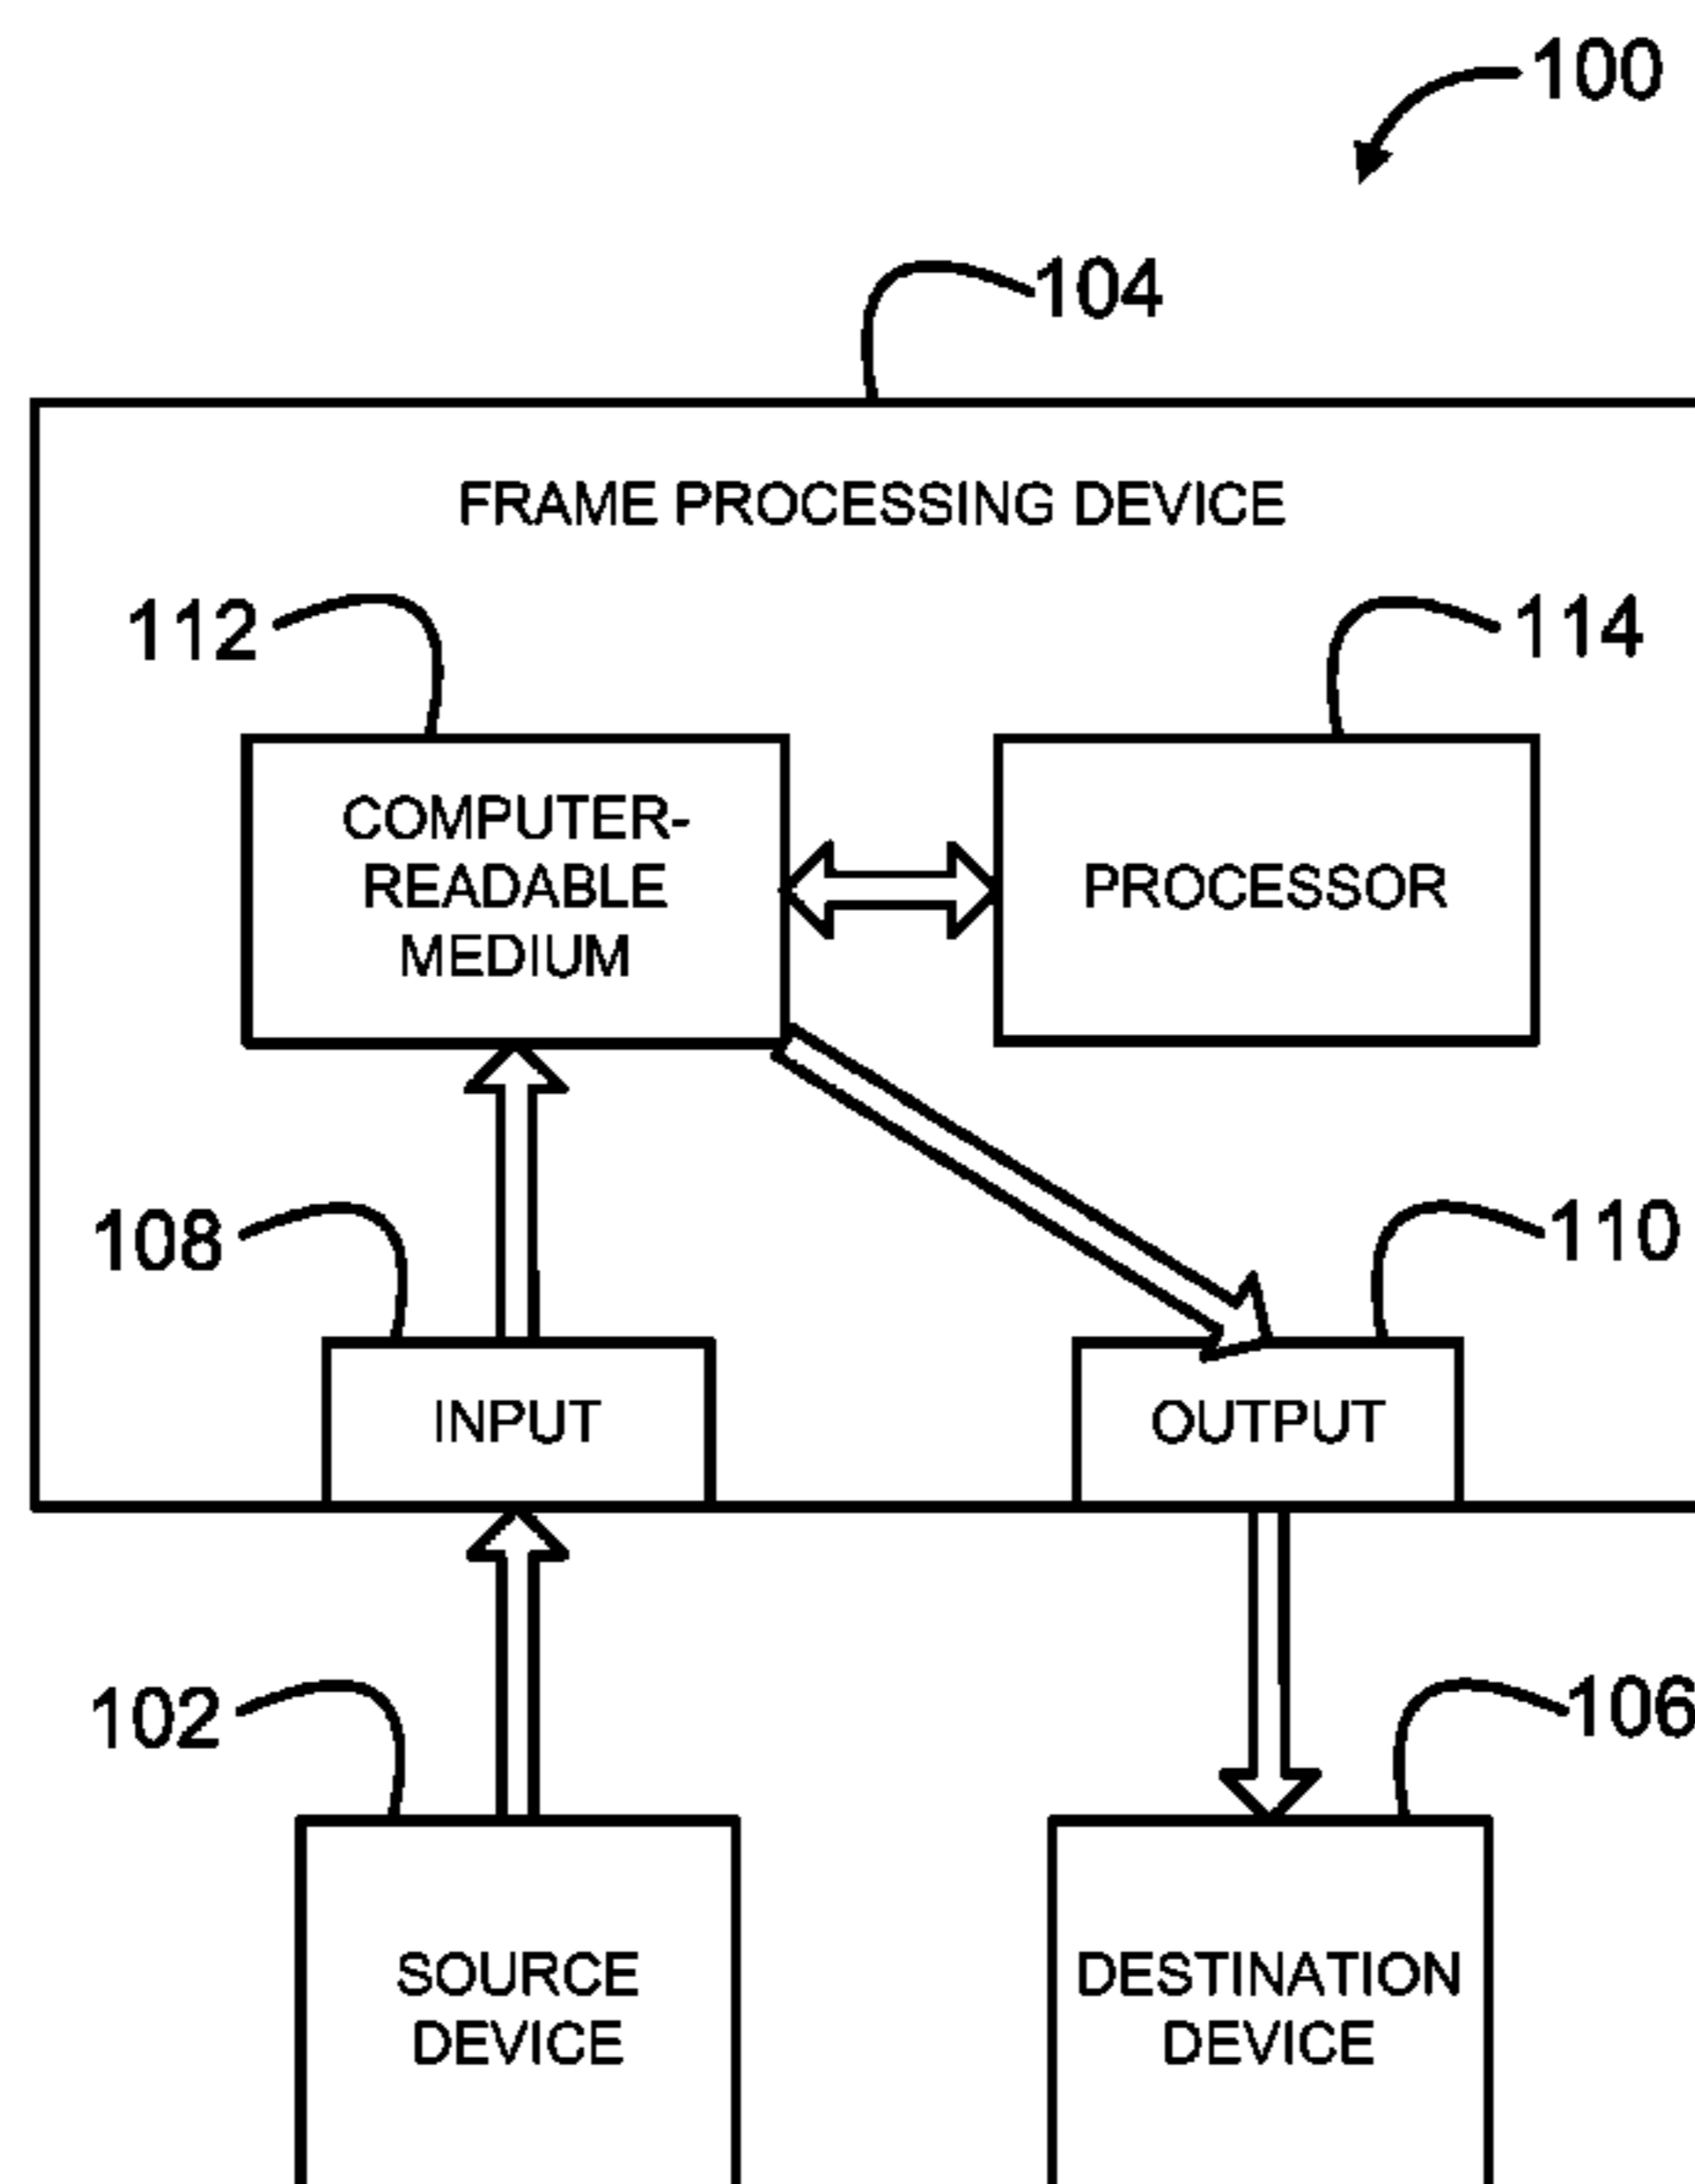 100
104
FRAME PROCESSING DEVICE
112
114
COMPUTER-
READABLE
MEDIUM
PROCESSOR
108
110
INPUT
OUTPUT
102
106
SOURCE
DEVICE
DESTINATION
DEVICE